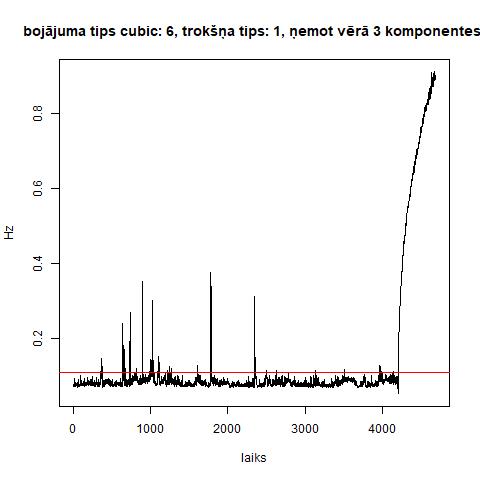 bojājuma tips cubic: 6, trokšņa tips: 1, ņemot vērā 3 komponentes
0.8
0.6
0.4
0.2
Hz
0 1000 2000 3000 4000
laiks